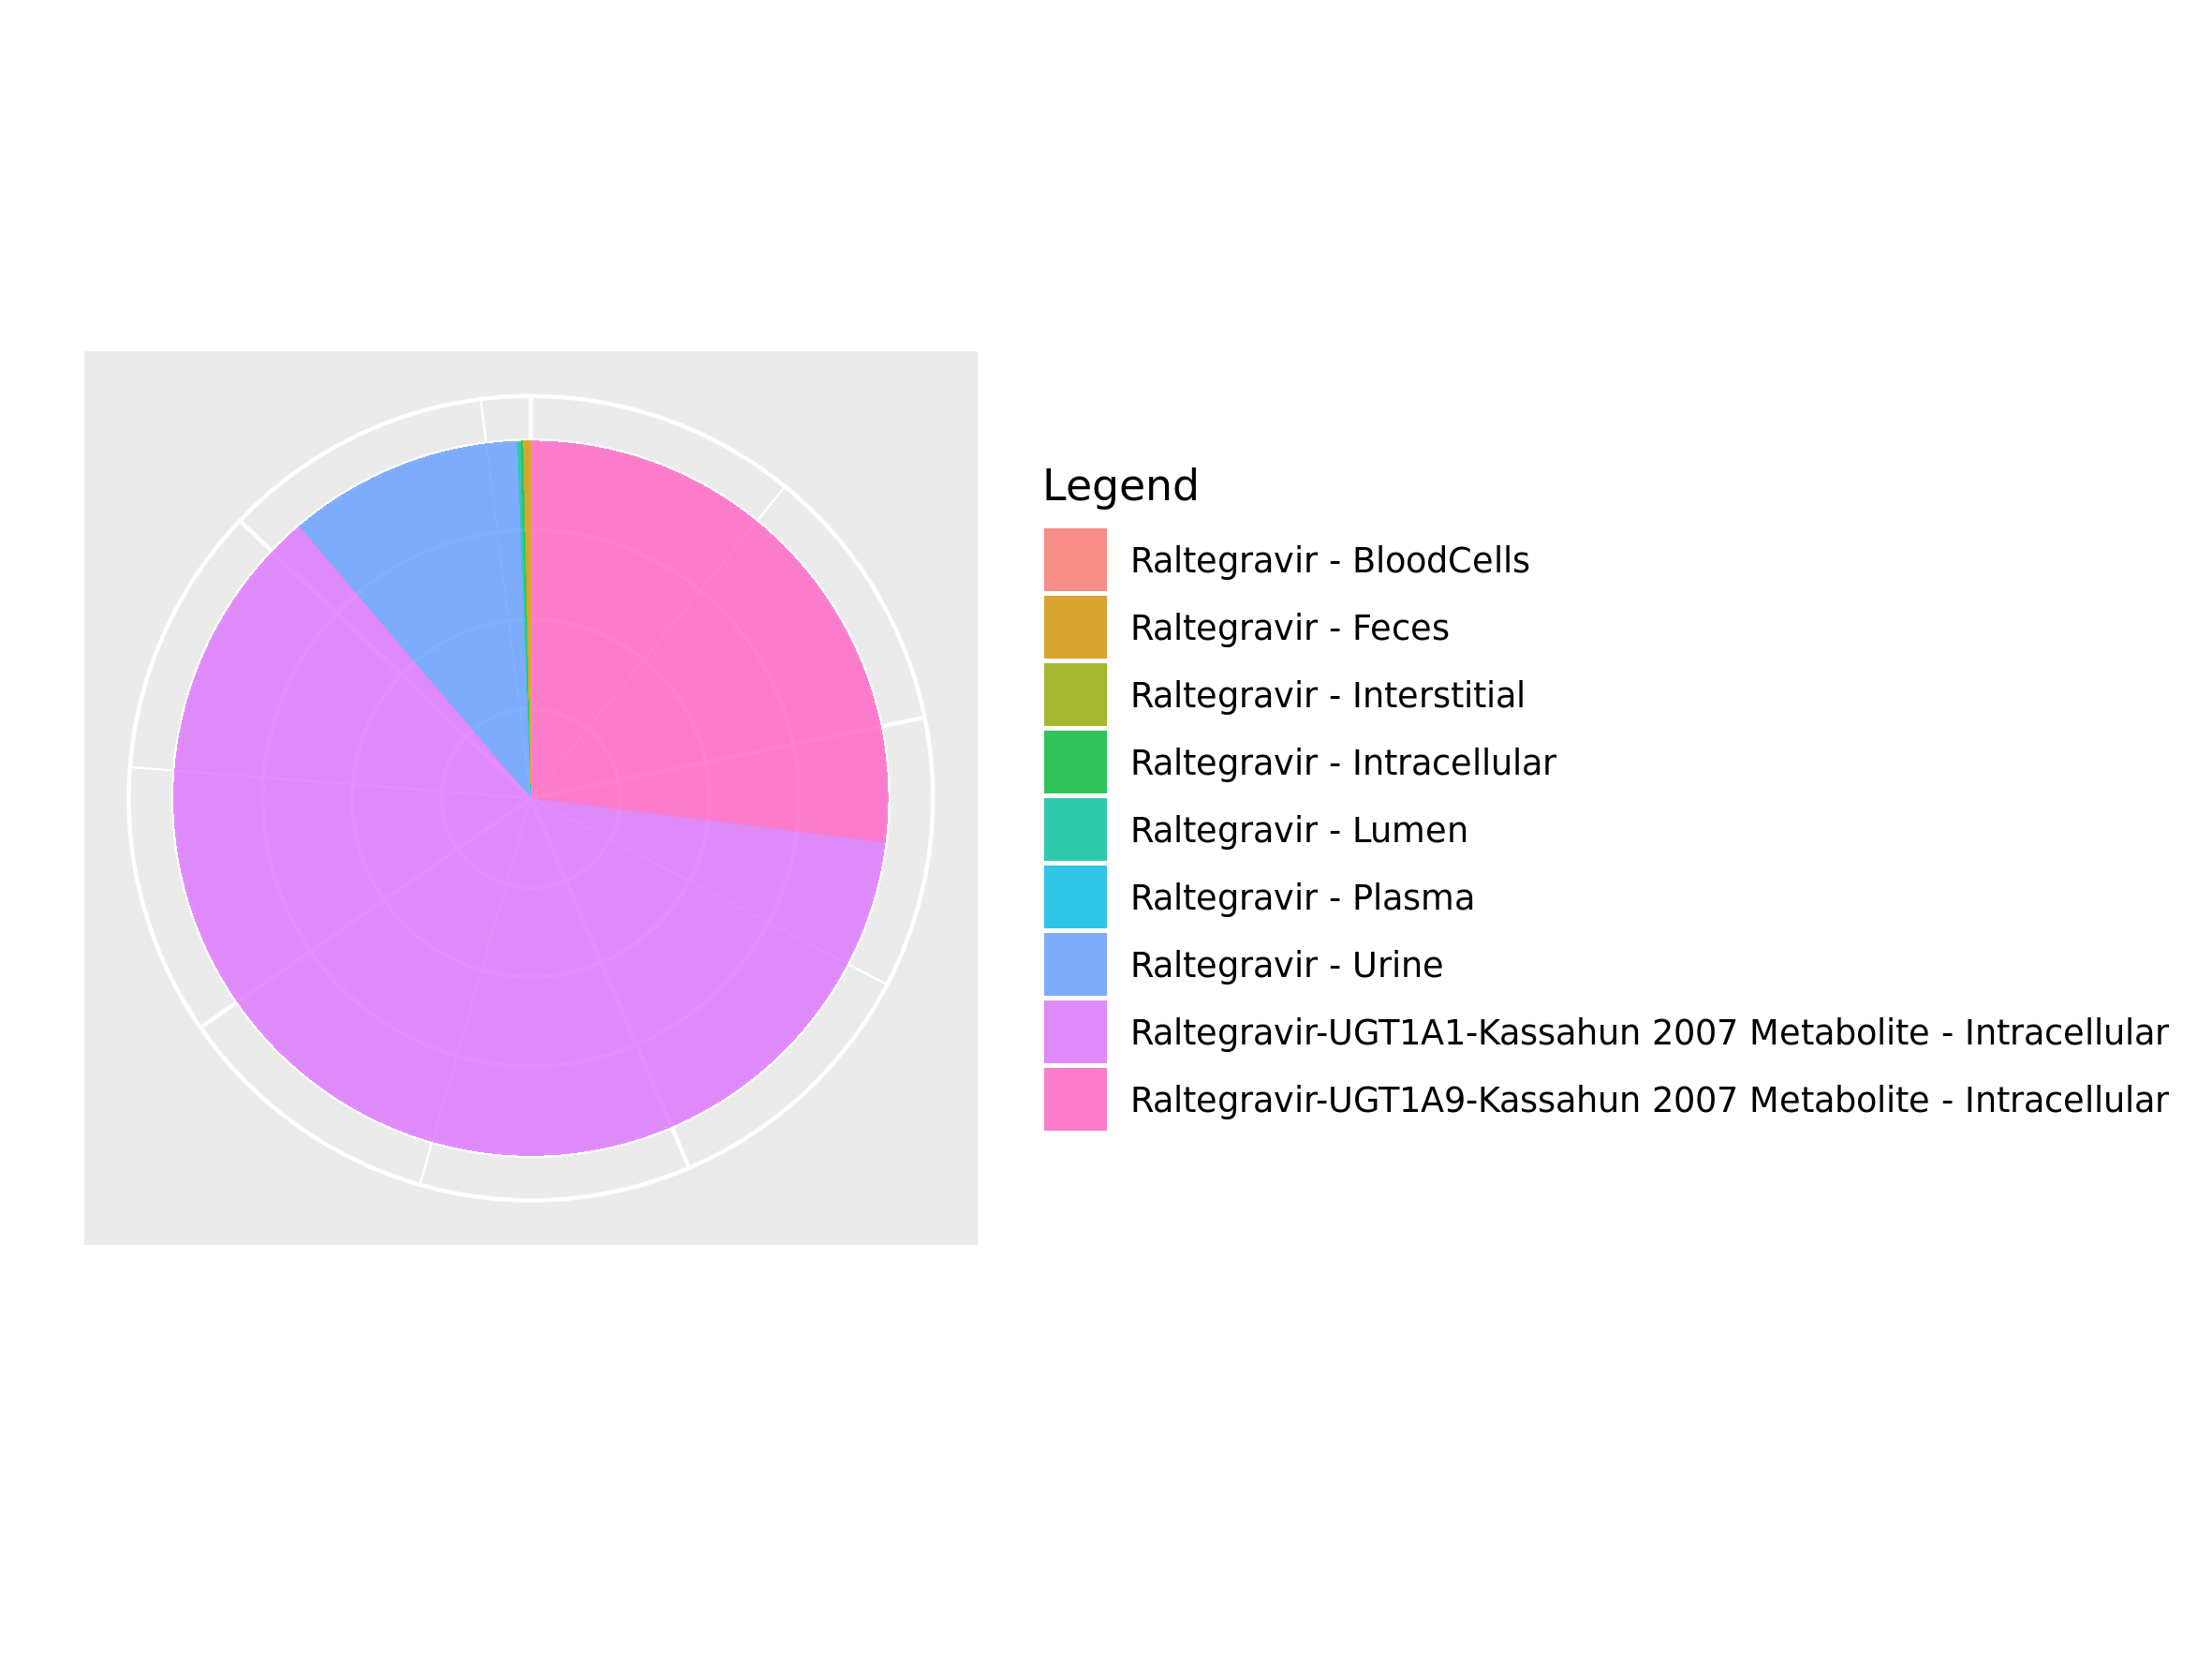 Legend
Raltegravir - BloodCells
Raltegravir - Feces
Raltegravir - Interstitial
Raltegravir - Intracellular
Raltegravir - Lumen
Raltegravir - Plasma
Raltegravir - Urine
Raltegravir-UGT1A1-Kassahun 2007 Metabolite - Intracellular
Raltegravir-UGT1A9-Kassahun 2007 Metabolite - Intracellular